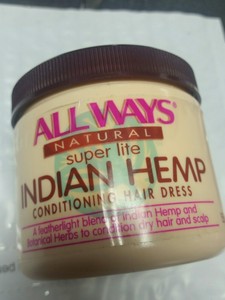 ALL WAYS
NATURAL
super lite
INDIAN HEMP
CONDITIONING HAIR DRESS
A featherlight blend of Indian Hemp and
Botanical Herbs to condition dry hair and scalp